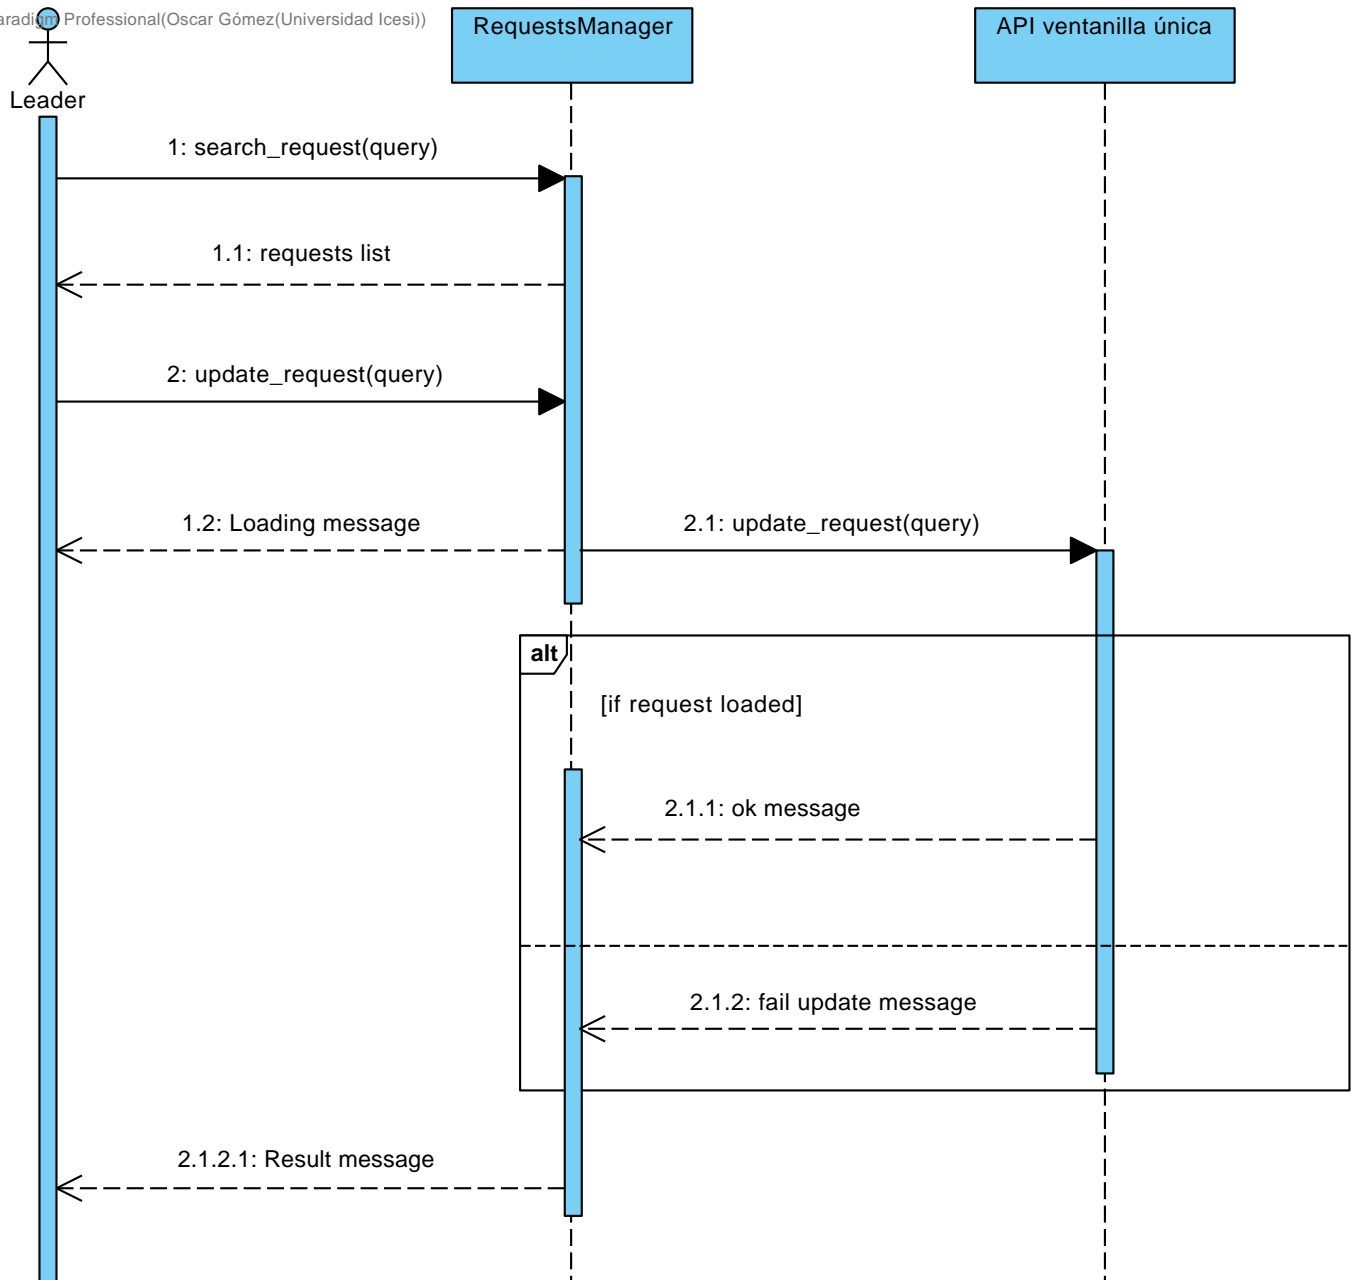 Professional(Oscar Gómez(Universidad Icesi))
RequestsManager
API ventanilla única
Leader
1: search_request(query)
1.1: requests list
2: update_request(query)
1.2: Loading message
2.1: update_request(query)
alt
[if request loaded]
2.1.1: ok message
2.1.2: fail update message
2.1.2.1: Result message